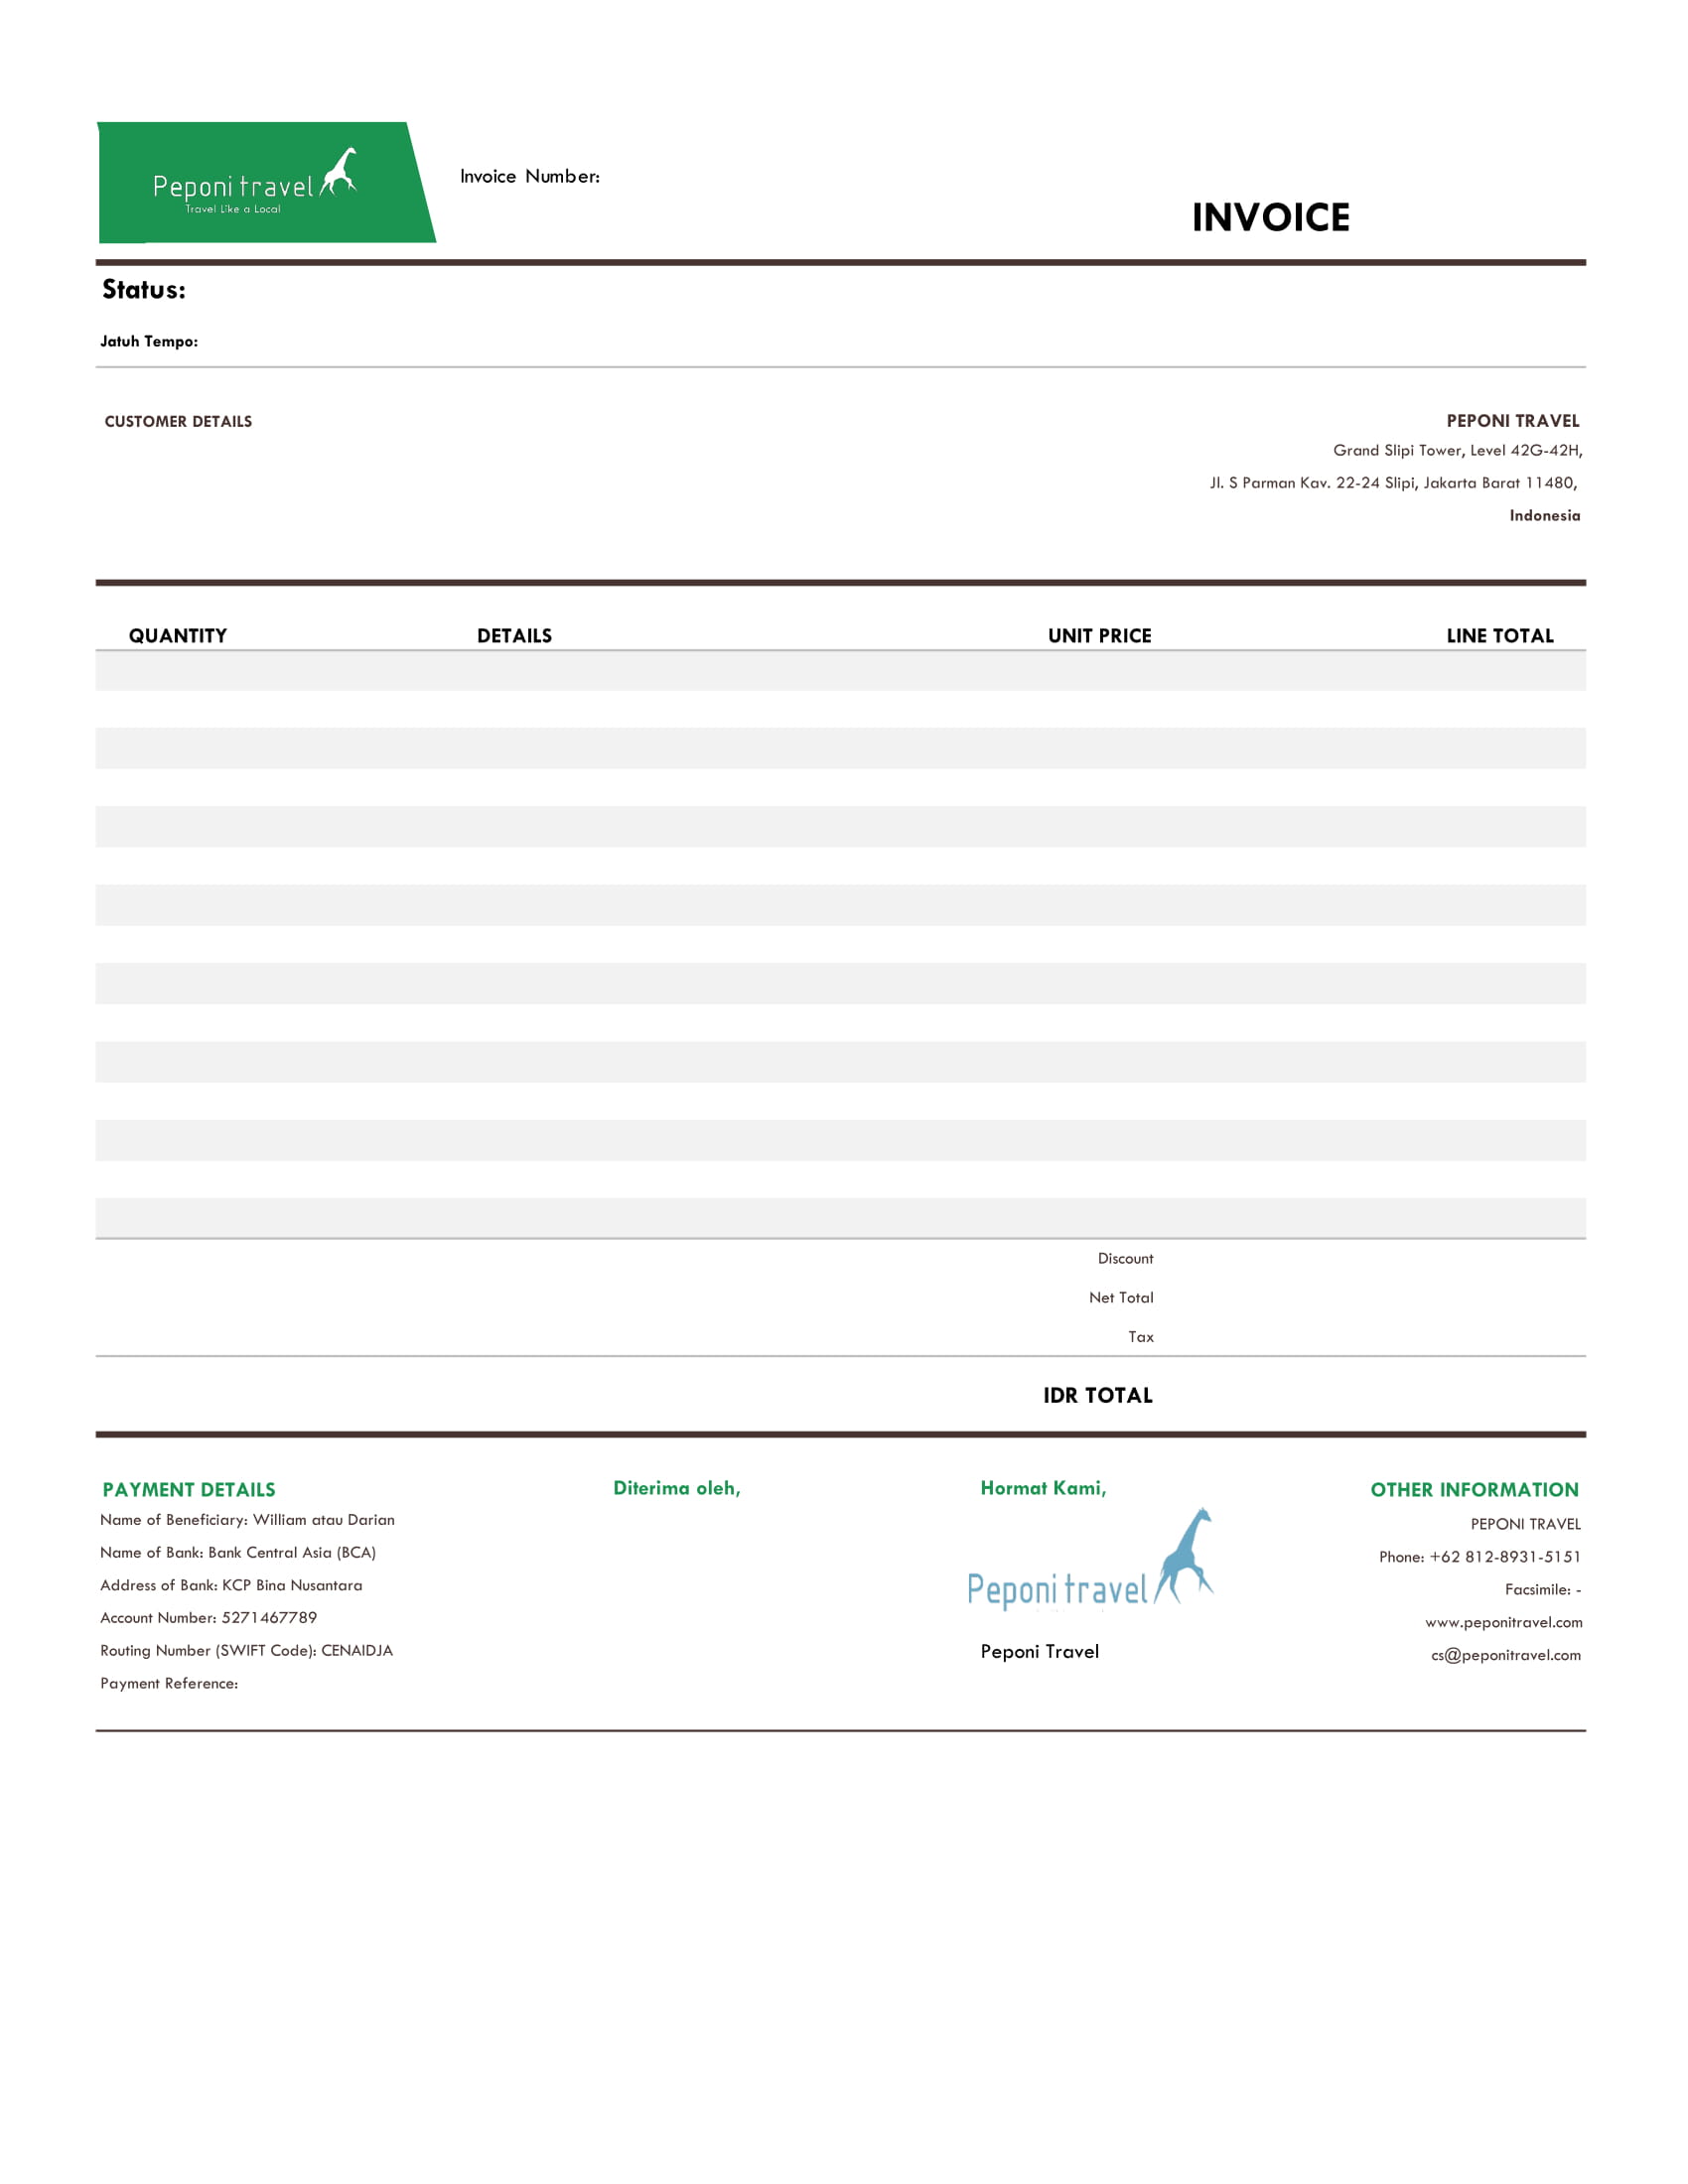 Peponi travel
Travel Like a Local
Invoice Number:
INVOICE
Status:
Jatuh Tempo:
CUSTOMER DETAILS
PEPONI TRAVEL
Grand Slipi Tower, Level 42G-42H,
Jl. S Parman Kav. 22-24 Slipi, Jakarta Barat 11480,
Indonesia
QUANTITY DETAILS UNIT PRICE LINE TOTAL
Discount
Net Total
Tax
IDR TOTAL
PAYMENT DETAILS
Name of Beneficiary: William atau Darian
Name of Bank: Bank Central Asia (BCA)
Address of Bank: KCP Bina Nusantara
Account Number: 5271467789
Routing Number (SWIFT Code): CENAIDJA
Payment Reference:
Diterima oleh,
Hormat Kami,
Peponi travel
Peponi Travel
OTHER INFORMATION
PEPONI TRAVEL
Phone: +62 812-8931-5151
Facsimile: -
www.peponitravel.com
cs@peponitravel.com